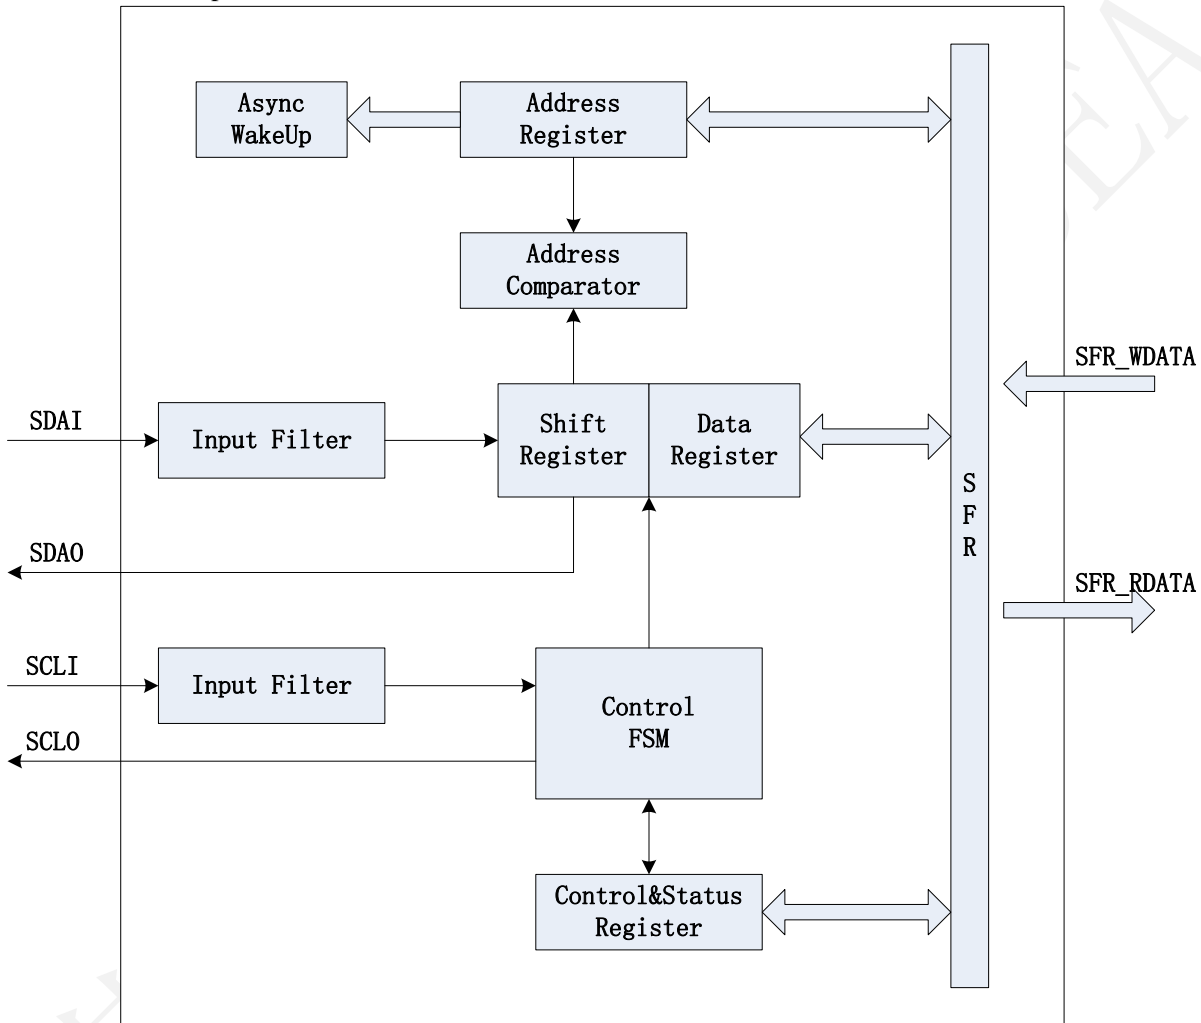 Async
WakeUp
Address
Register
Address
Comparator
SFR_WDATA
SDAI
Input Filter
Shift
Register
Data
Register
S
F
R
SDAO
SFR_RDATA
SCLI
Input Filter
Control
FSM
SCLO
Control&Status
Register